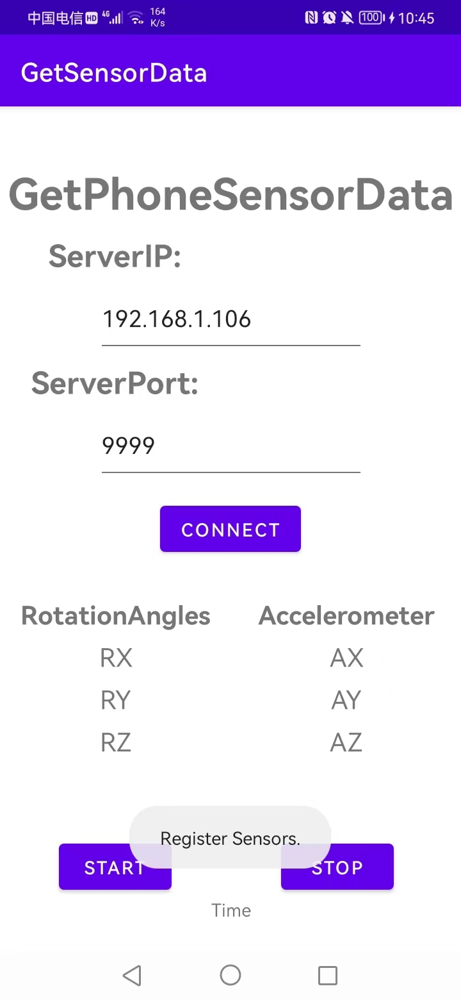 中国电信 HD 4G 164 K/s 100 10:45
GetSensorData
GetPhoneSensorData
ServerIP:
192.168.1.106
ServerPort:
9999
CONNECT
RotationAngles Accelerometer
RX AX
RY AY
RZ AZ
Register Sensors.
START STOP
Time